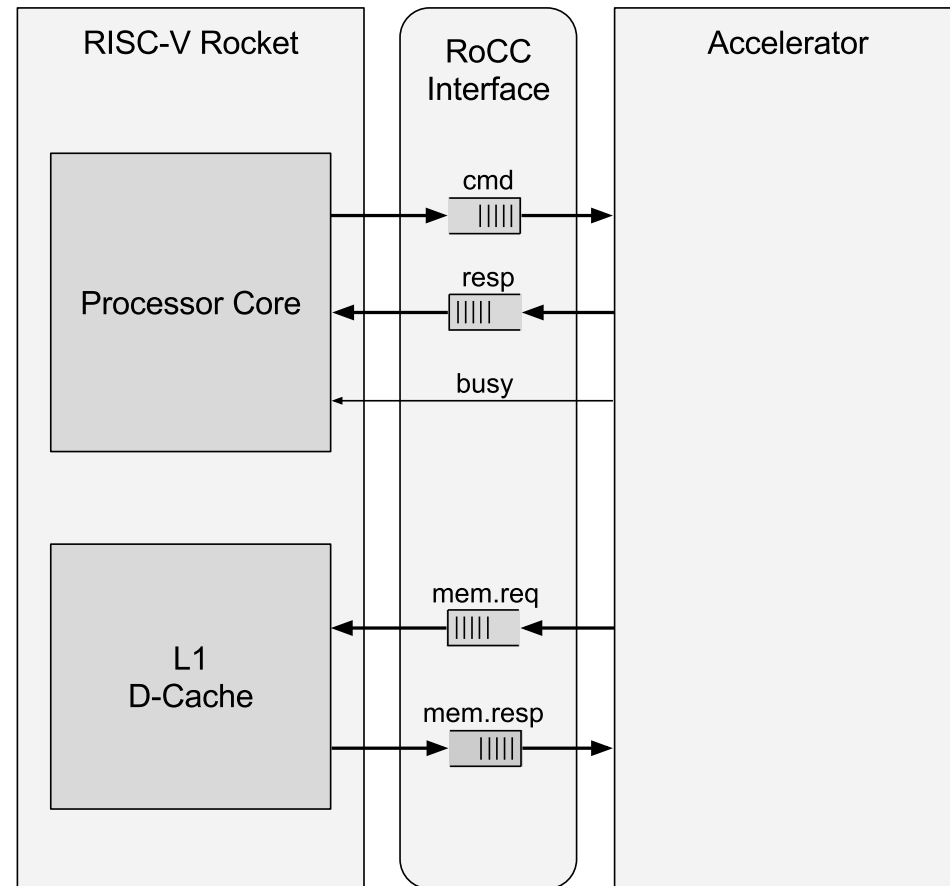 RISC-V Rocket
RoCC
Interface
Accelerator
cmd
Processor Core
resp
busy
L1
D-Cache
mem.req
mem.resp